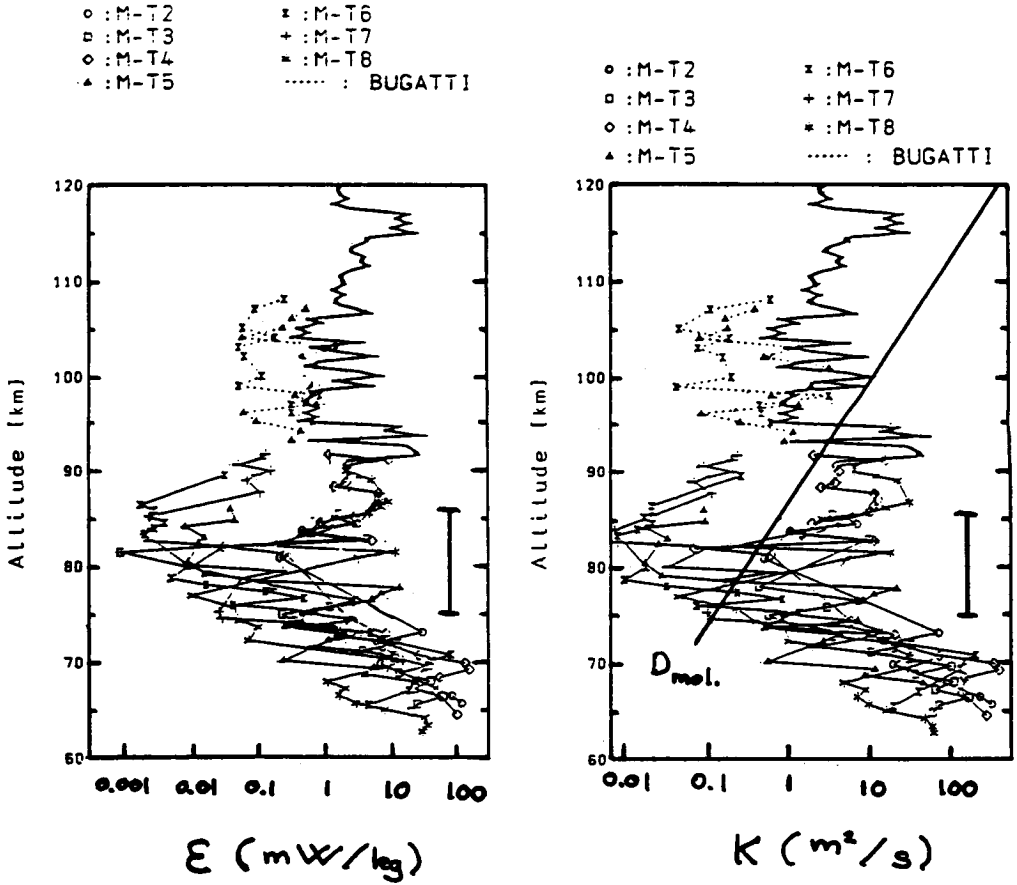 ○ : M-T2
□ : M-T3
◇ : M-T4
▲ : M-T5
⧖ : M-T6
+ : M-T7
* : M-T8
...... : BUGATTI
Altitude [km]
120
110
100
90
80
70
60
0.001 0.01 0.1 1 10 100
ε (mW/kg)
○ : M-T2
□ : M-T3
◇ : M-T4
▲ : M-T5
⧖ : M-T6
+ : M-T7
* : M-T8
...... : BUGATTI
Altitude [km]
120
110
100
90
80
70
60
D mol.
0.01 0.1 1 10 100
K (m²/s)